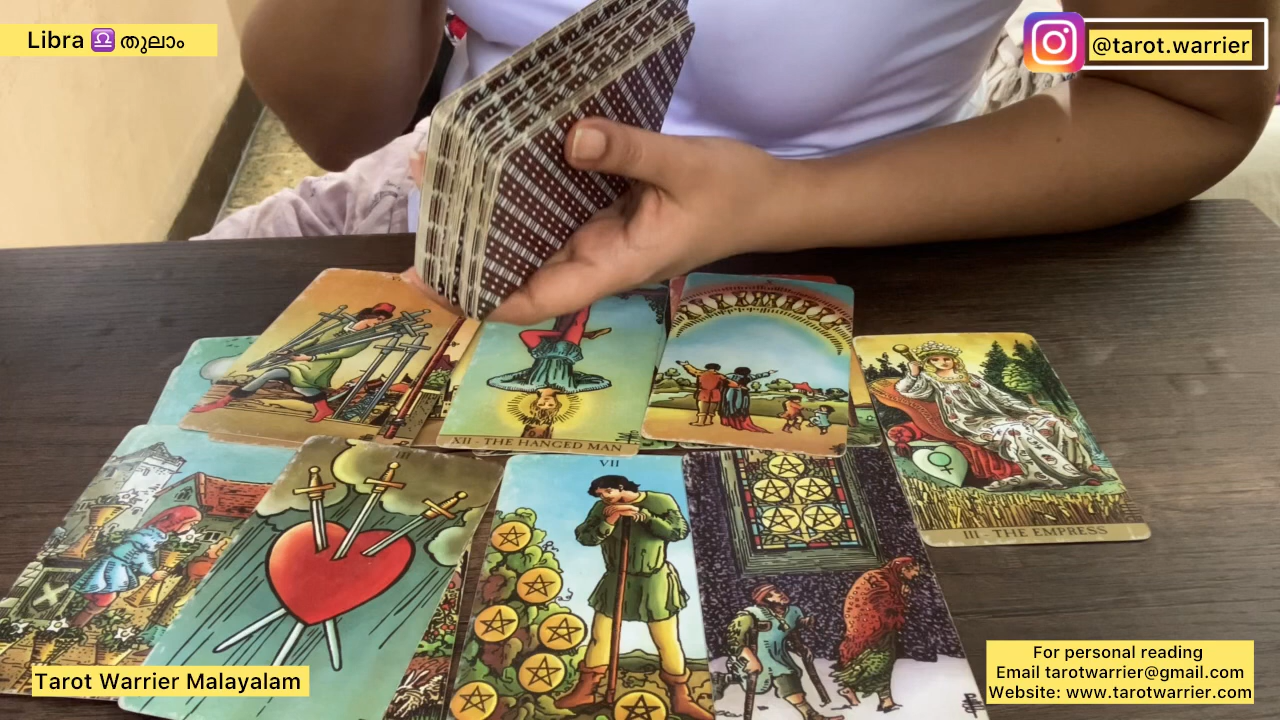 Libra ♎ തുലാം
@tarot.warrier
XII - THE HANGED MAN
III
VII
III - THE EMPRESS
Tarot Warrier Malayalam
For personal reading
Email tarotwarrier@gmail.com
Website: www.tarotwarrier.com